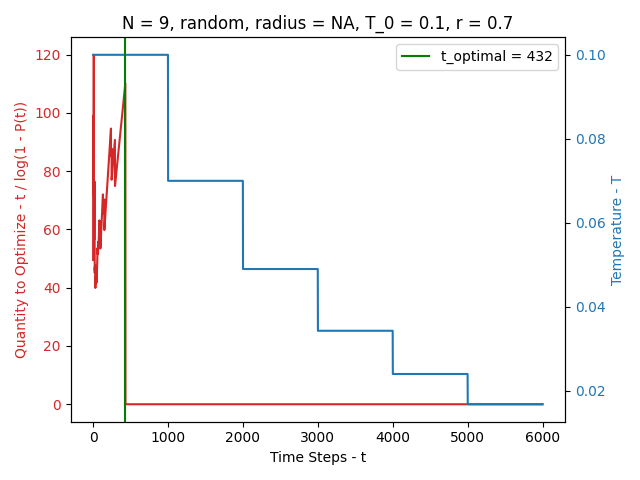 N = 9, random, radius = NA, T_0 = 0.1, r = 0.7
t_optimal = 432
Quantity to Optimize - t / log(1 - P(t))
120
100
80
60
40
20
0
0.10
0.08
0.06
0.04
0.02
Temperature - T
0 1000 2000 3000 4000 5000 6000
Time Steps - t